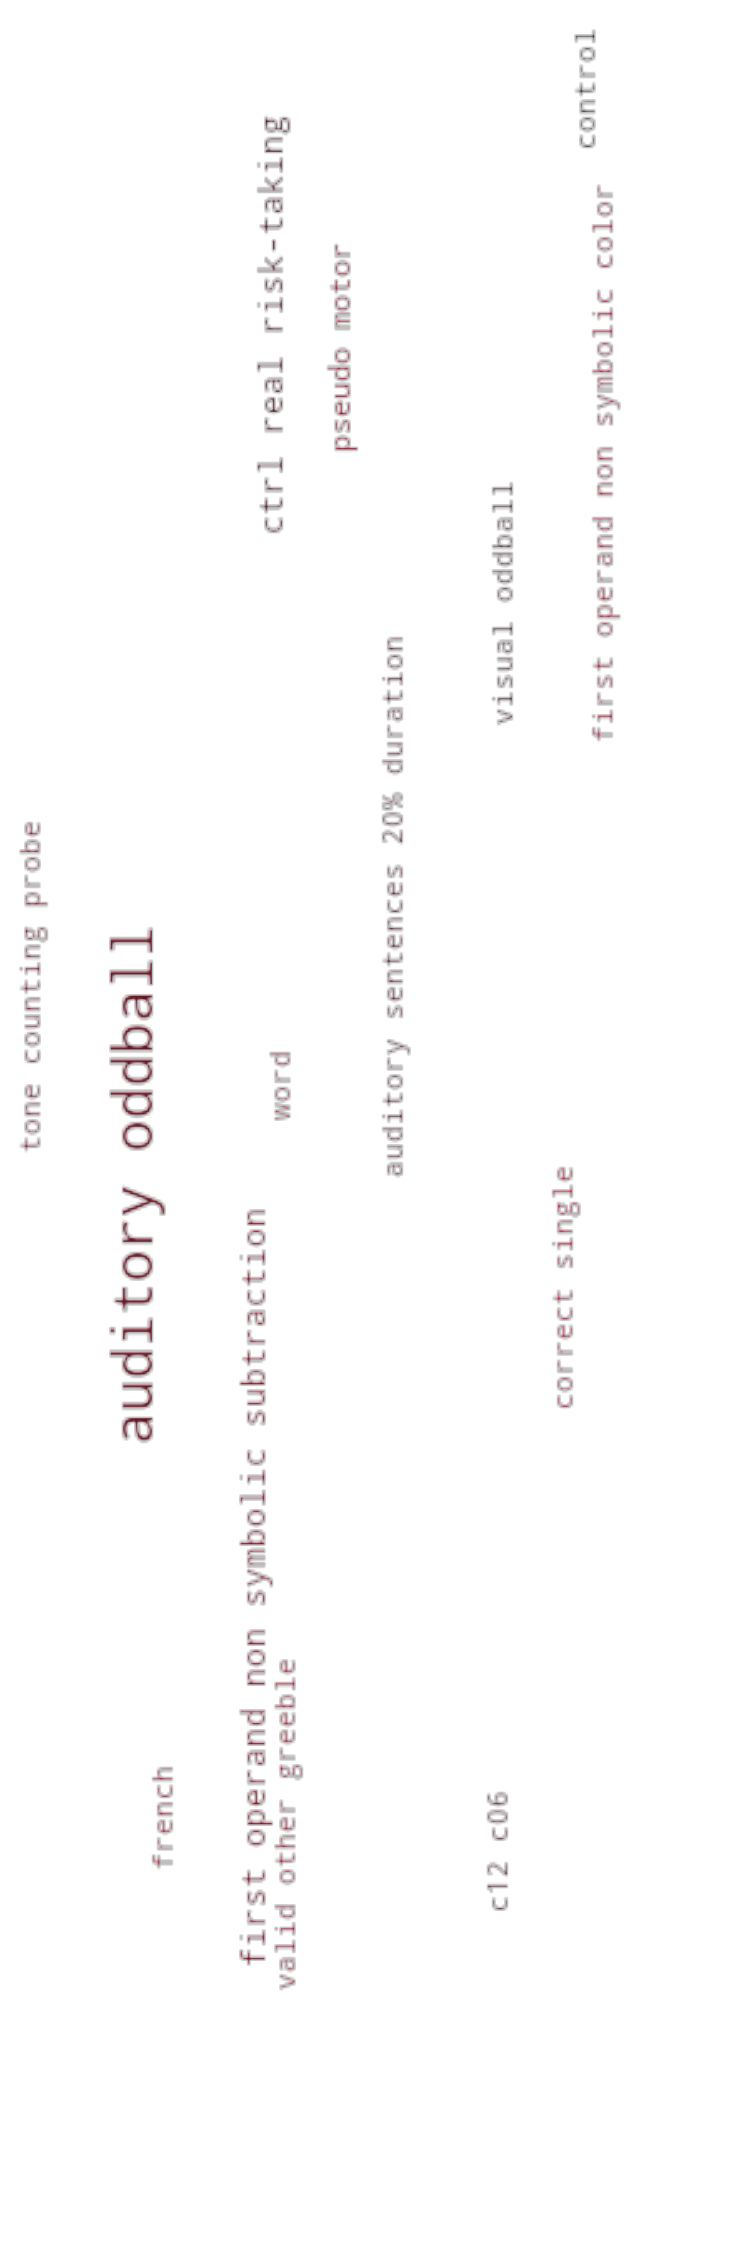 tone counting probe
auditory oddball
french
first operand non symbolic subtraction
ctrl real risk-taking
word
valid other greeble
pseudo motor
auditory sentences 20% duration
visual oddball
c12 c06
correct single
control
first operand non symbolic color